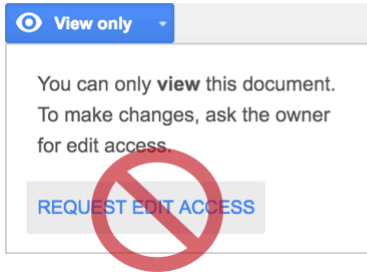 View only
You can only view this document.
To make changes, ask the owner
for edit access.
REQUEST EDIT ACCESS